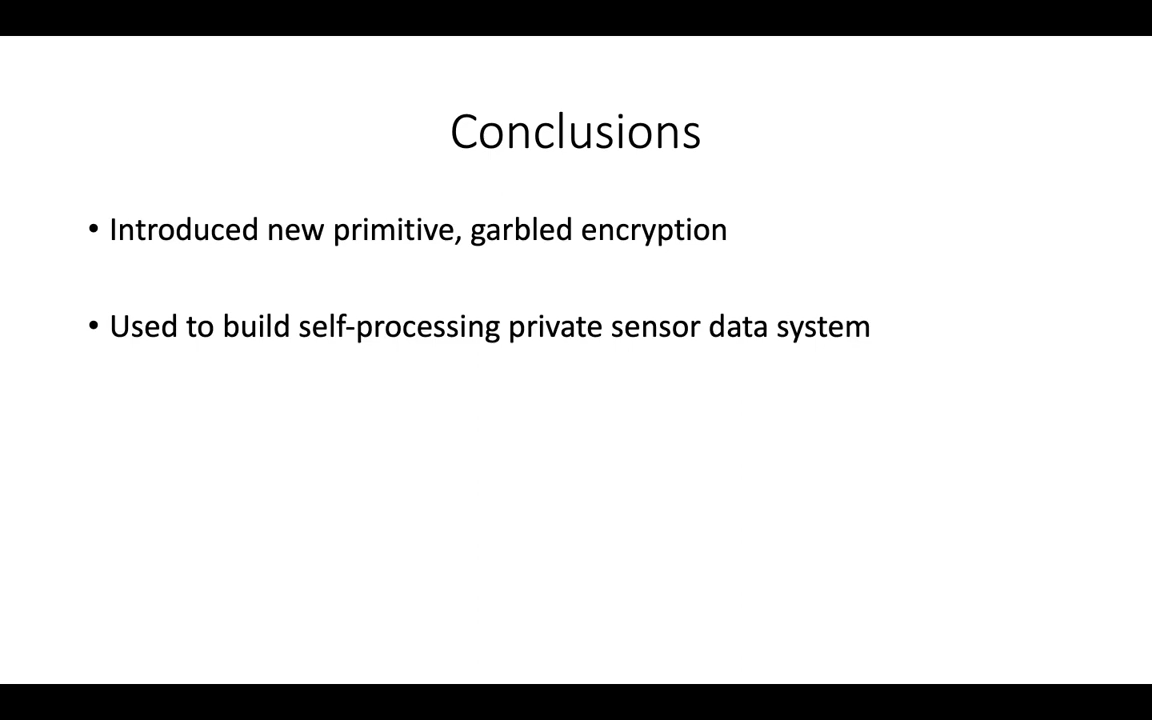 Conclusions
• Introduced new primitive, garbled encryption
• Used to build self-processing private sensor data system